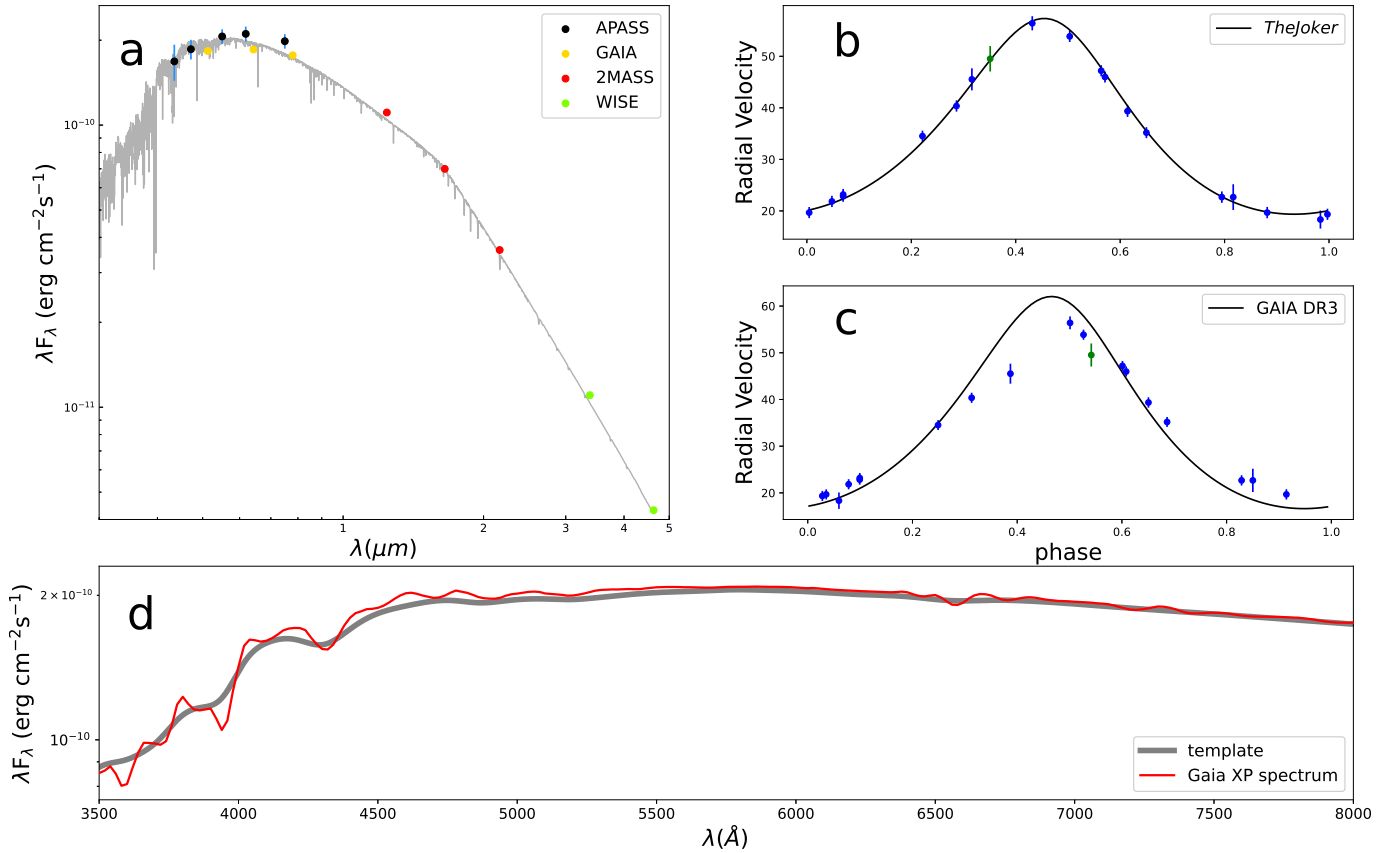 a
APASS
GAIA
2MASS
WISE
10⁻¹⁰
10⁻¹¹
λF_λ (erg cm⁻²s⁻¹)
1
2
3
4
5
λ(μm)
b
TheJoker
Radial Velocity
50
40
30
20
0.0
0.2
0.4
0.6
0.8
1.0
c
GAIA DR3
Radial Velocity
60
50
40
30
20
0.0
0.2
0.4
0.6
0.8
1.0
phase
d
2 × 10⁻¹⁰
10⁻¹⁰
λF_λ (erg cm⁻²s⁻¹)
template
Gaia XP spectrum
3500
4000
4500
5000
5500
6000
6500
7000
7500
8000
λ(Å)